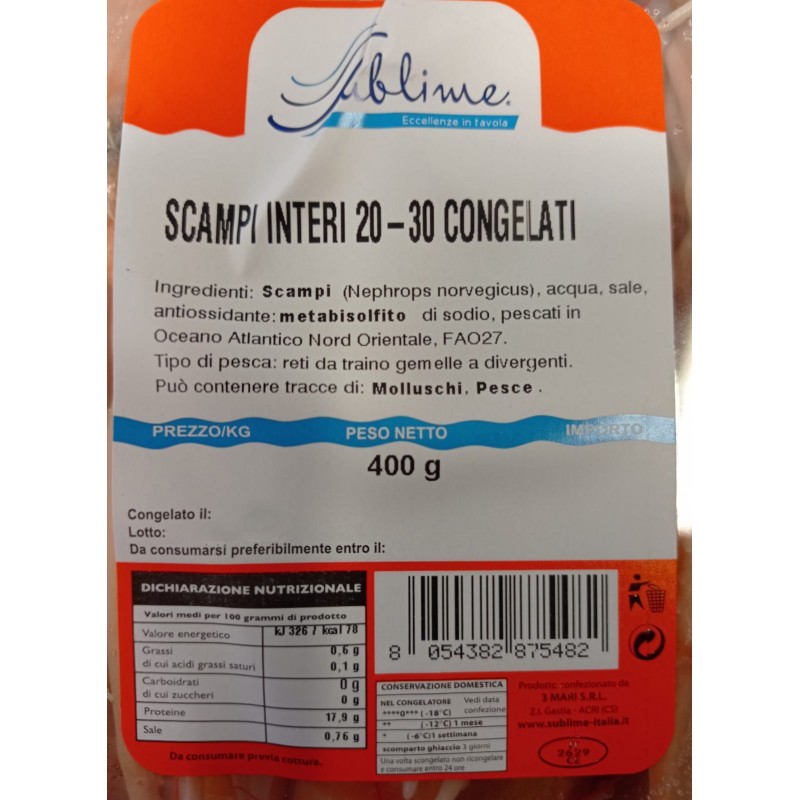 Sublime
Eccellenze in tavola
SCAMPI INTERI 20-30 CONGELATI
Ingredienti: Scampi (Nephrops norvegicus), acqua, sale,
antiossidante: metabisolfito di sodio, pescati in
Oceano Atlantico Nord Orientale, FAO27.
Tipo di pesca: reti da traino gemelle a divergenti.
Può contenere tracce di: Molluschi, Pesce.
PREZZO/KG PESO NETTO IMPORTO
400 g
Congelato il:
Lotto:
Da consumarsi preferibilmente entro il:
DICHIARAZIONE NUTRIZIONALE
Valori medi per 100 grammi di prodotto
Valore energetico kJ 326 / kcal 78
Grassi 0,6 g
di cui acidi grassi saturi 0,1 g
Carboidrati 0 g
di cui zuccheri 0 g
Proteine 17,9 g
Sale 0,76 g
Da consumare previa cottura.
8 054382 875482
CONSERVAZIONE DOMESTICA
NEL CONGELATORE Vedi data confezione
****o*** (-18°C)
** (-12°C) 1 mese
* (-6°C) 1 settimana
scomparto ghiaccio 3 giorni
Una volta scongelato non ricongelare
e consumare entro 24 ore
Prodotto confezionato da
3 MARI S.R.L.
Z.I. Gastia - ACRI (CS)
www.sublime-italia.it
IT
2629
CE